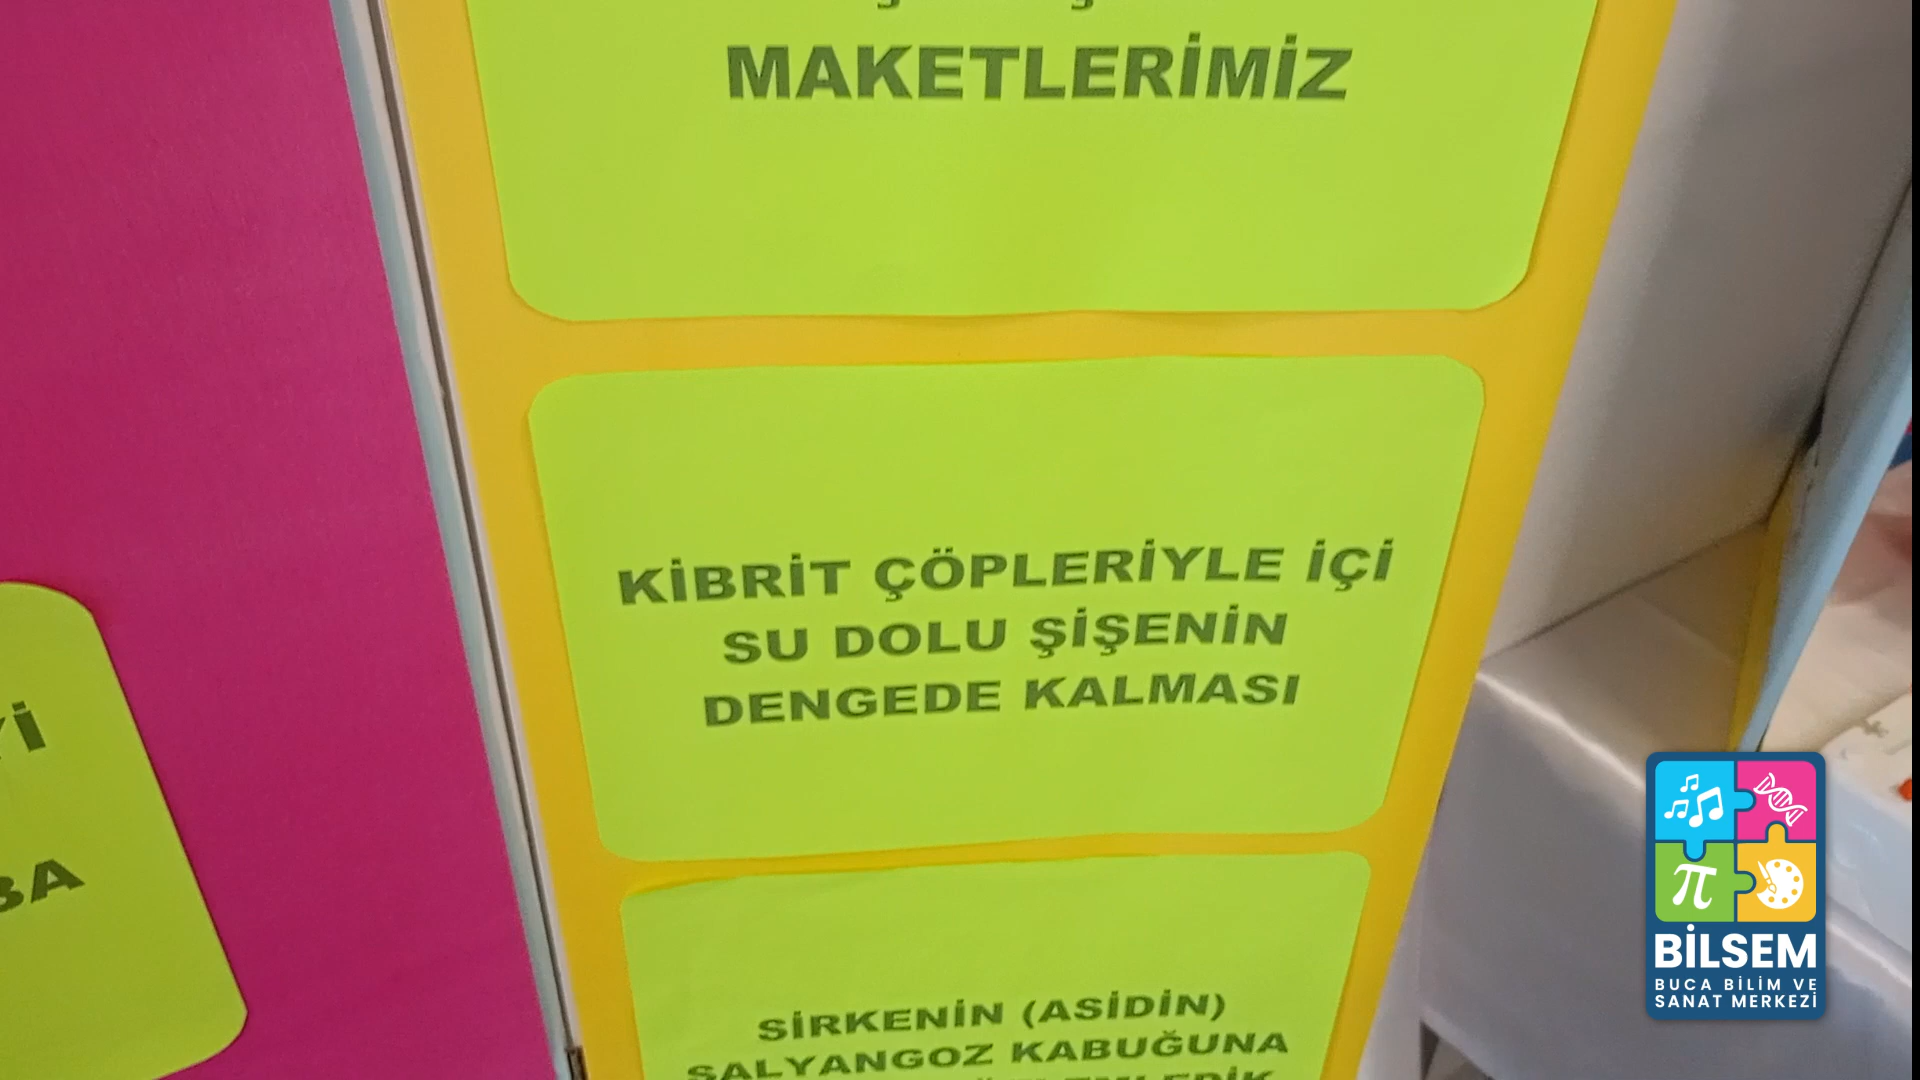 MAKETLERİMİZ
KİBRİT ÇÖPLERİYLE İÇİ
SU DOLU ŞİŞENİN
DENGEDE KALMASI
SİRKENİN (ASİDİN)
SALYANGOZ KABUĞUNA
BİLSEM
BUCA BİLİM VE
SANAT MERKEZİ